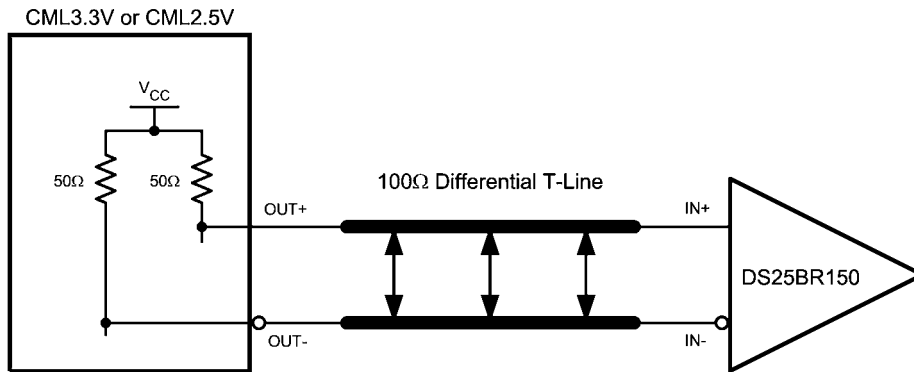 CML3.3V or CML2.5V
VCC
50Ω
50Ω
100Ω Differential T-Line
OUT+
IN+
DS25BR150
OUT-
IN-